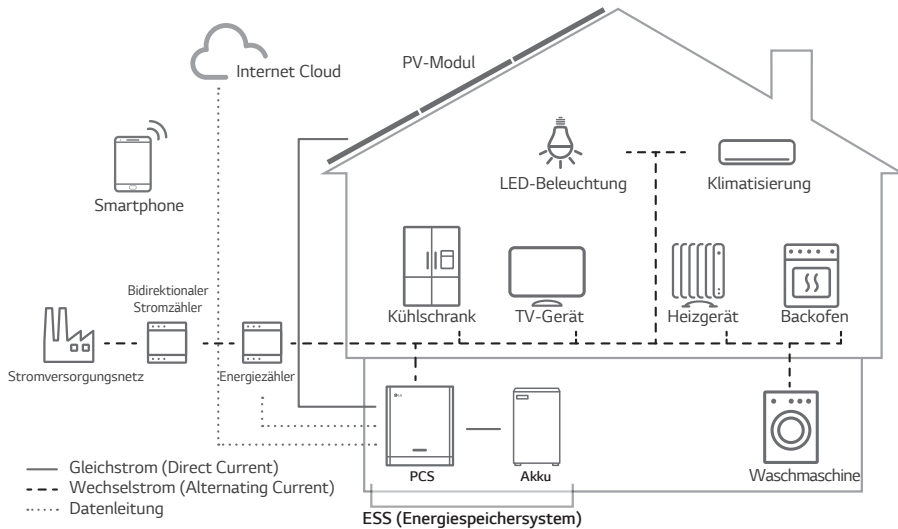 PV-Modul
Internet Cloud
LED-Beleuchtung
Klimatisierung
Smartphone
Kühlschrank
TV-Gerät
Heizgerät
Backofen
Bidirektionaler
Stromzähler
Stromversorgungsnetz
Energiezähler
LG
PCS
Akku
Waschmaschine
Gleichstrom (Direct Current)
Wechselstrom (Alternating Current)
Datenleitung
ESS (Energiespeichersystem)